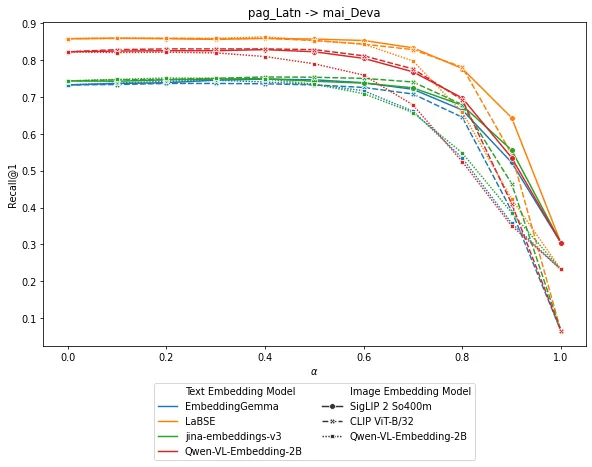 pag_Latn -> mai_Deva
Recall@1
0.9
0.8
0.7
0.6
0.5
0.4
0.3
0.2
0.1
0.0 0.2 0.4 0.6 0.8 1.0
α
Text Embedding Model Image Embedding Model
EmbeddingGemma SigLIP 2 So400m
LaBSE CLIP ViT-B/32
jina-embeddings-v3 Qwen-VL-Embedding-2B
Qwen-VL-Embedding-2B